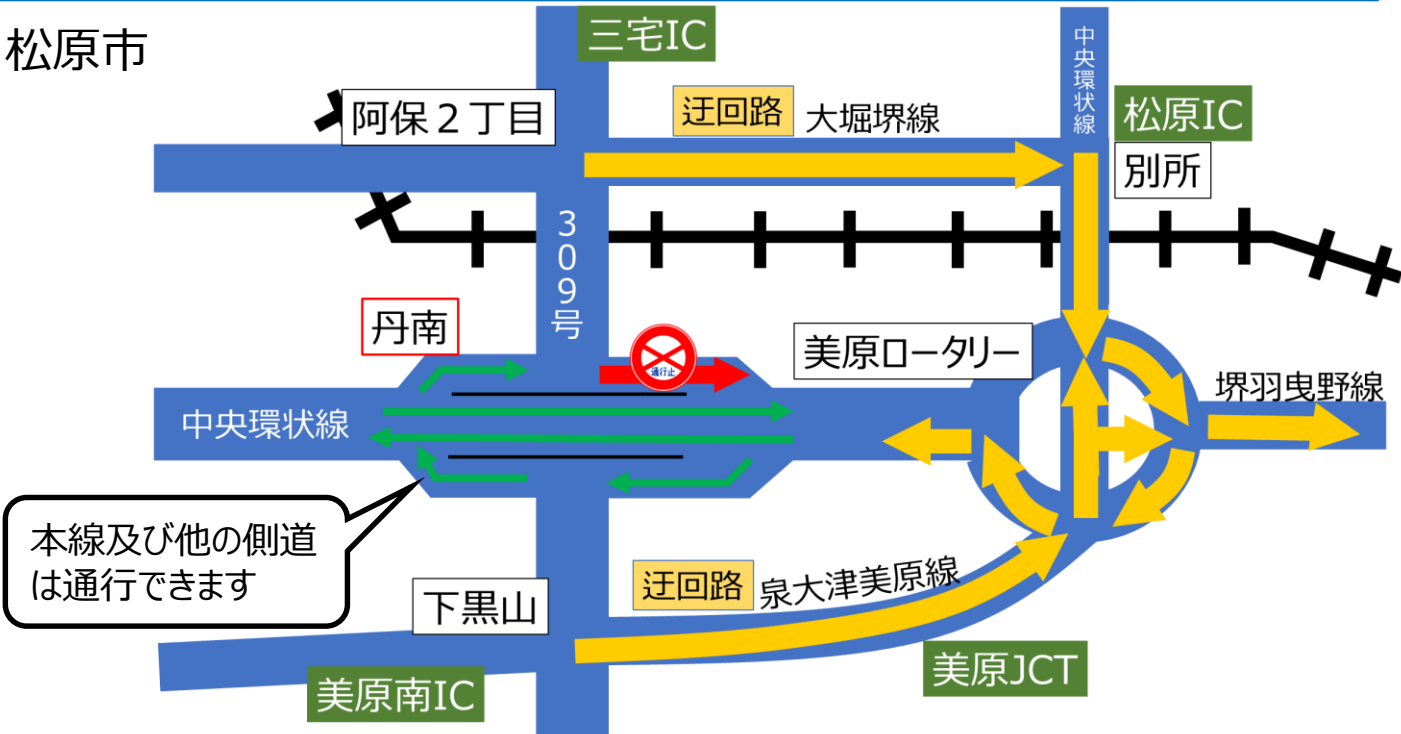 松原市
三宅IC
中央環状線
阿保2丁目
迂回路 大堀堺線
松原IC
別所
309号
丹南
通行止
美原ロータリー
堺羽曳野線
中央環状線
本線及び他の側道
は通行できます
迂回路 泉大津美原線
下黒山
美原JCT
美原南IC